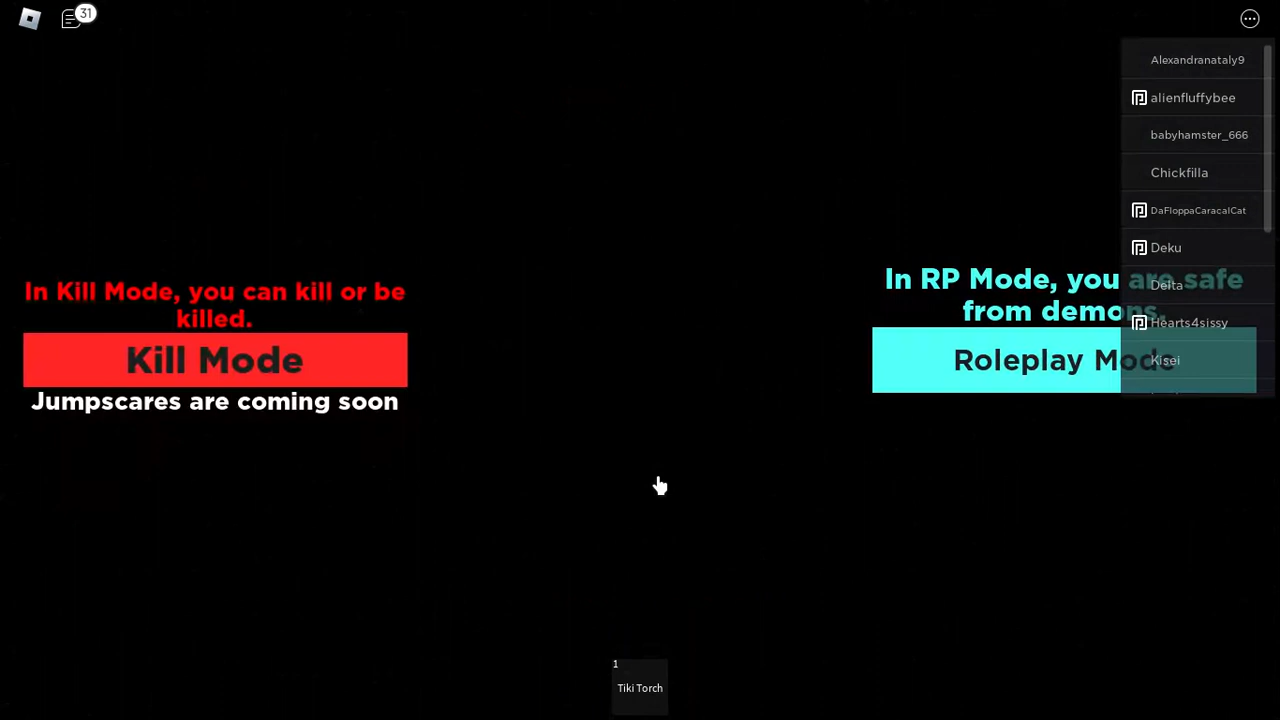 31
Alexandranataly9
alienfluffybee
babyhamster_666
Chickfilla
DaFloppaCaracalCat
Deku
Delta
Hearts4sissy
Kisei
In Kill Mode, you can kill or be
killed.
Kill Mode
Jumpscares are coming soon
In RP Mode, you are safe
from demons.
Roleplay Mode
1
Tiki Torch